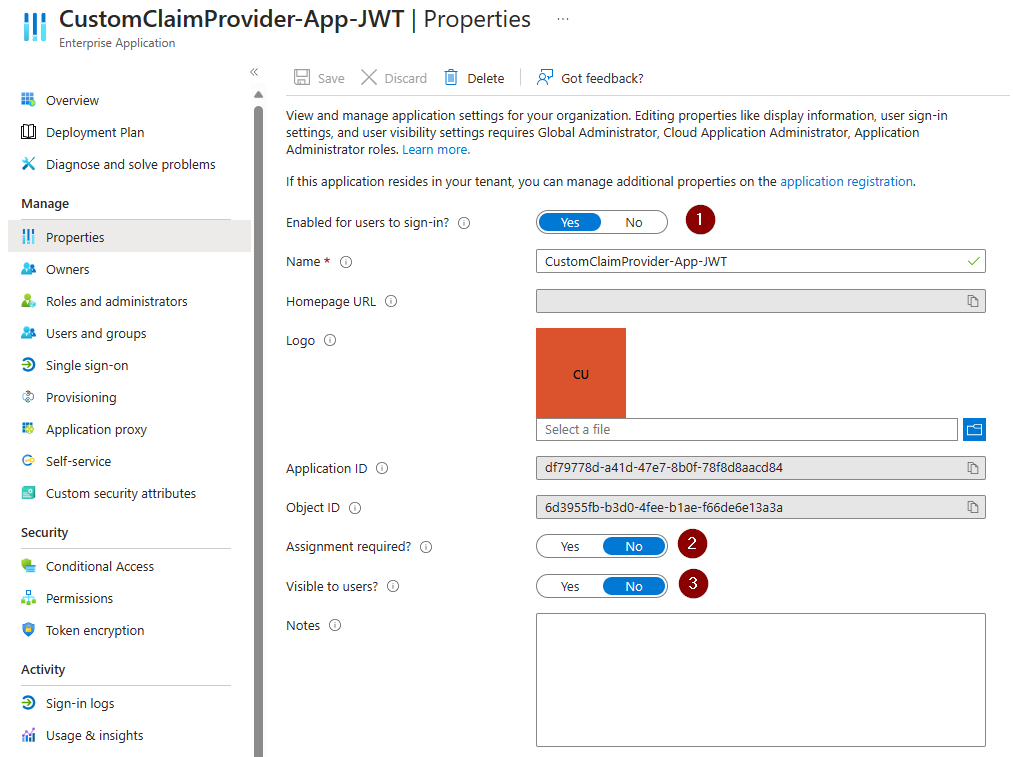 CustomClaimProvider-App-JWT | Properties ...
Enterprise Application
«
Overview
Deployment Plan
Diagnose and solve problems
Manage
Properties
Owners
Roles and administrators
Users and groups
Single sign-on
Provisioning
Application proxy
Self-service
Custom security attributes
Security
Conditional Access
Permissions
Token encryption
Activity
Sign-in logs
Usage & insights
Save Discard Delete Got feedback?
View and manage application settings for your organization. Editing properties like display information, user sign-in
settings, and user visibility settings requires Global Administrator, Cloud Application Administrator, Application
Administrator roles. Learn more.
If this application resides in your tenant, you can manage additional properties on the application registration.
Enabled for users to sign-in? Yes No 1
Name * CustomClaimProvider-App-JWT
Homepage URL
Logo
CU
Select a file
Application ID df79778d-a41d-47e7-8b0f-78f8d8aacd84
Object ID 6d3955fb-b3d0-4fee-b1ae-f66de6e13a3a
Assignment required? Yes No 2
Visible to users? Yes No 3
Notes